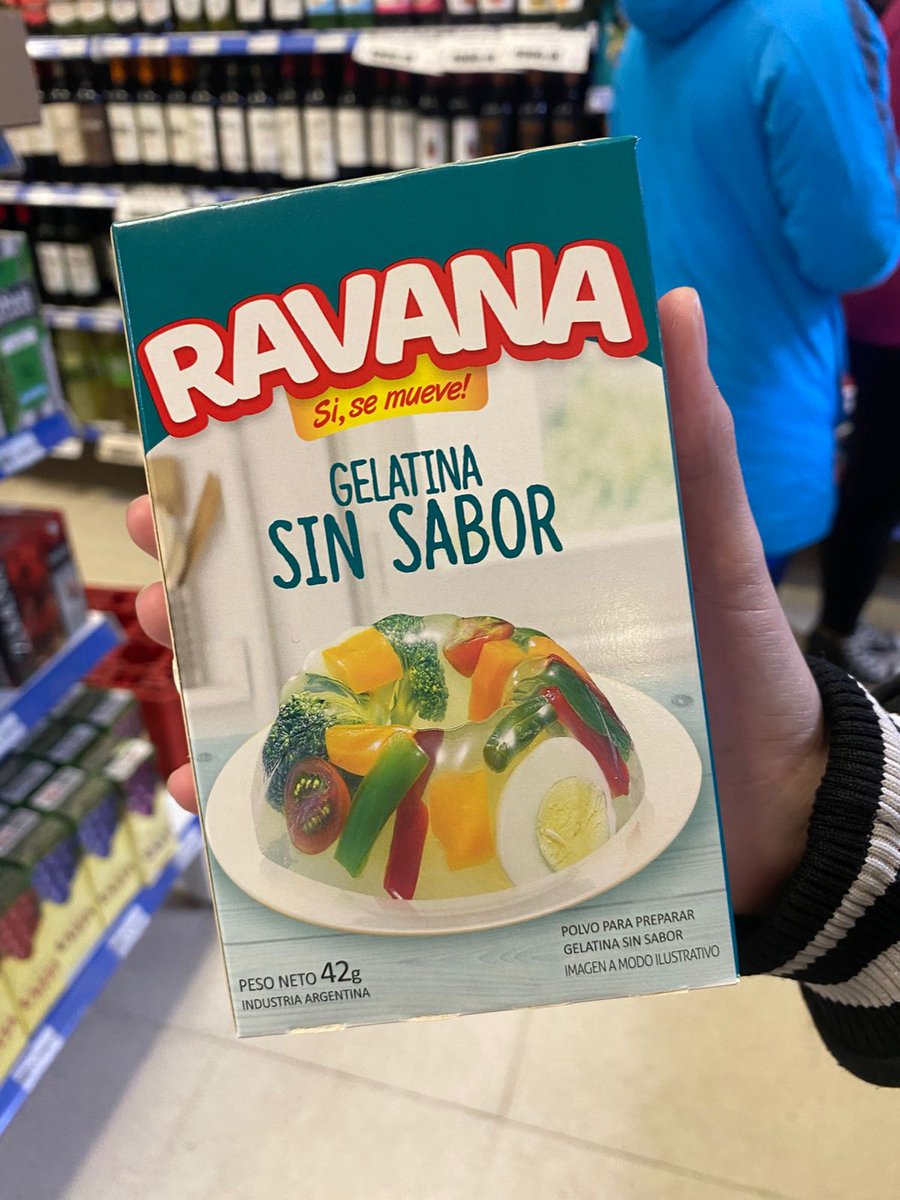 RAVANA
Si, se mueve!
GELATINA
SIN SABOR
PESO NETO 42g
INDUSTRIA ARGENTINA
POLVO PARA PREPARAR
GELATINA SIN SABOR
IMAGEN A MODO ILUSTRATIVO